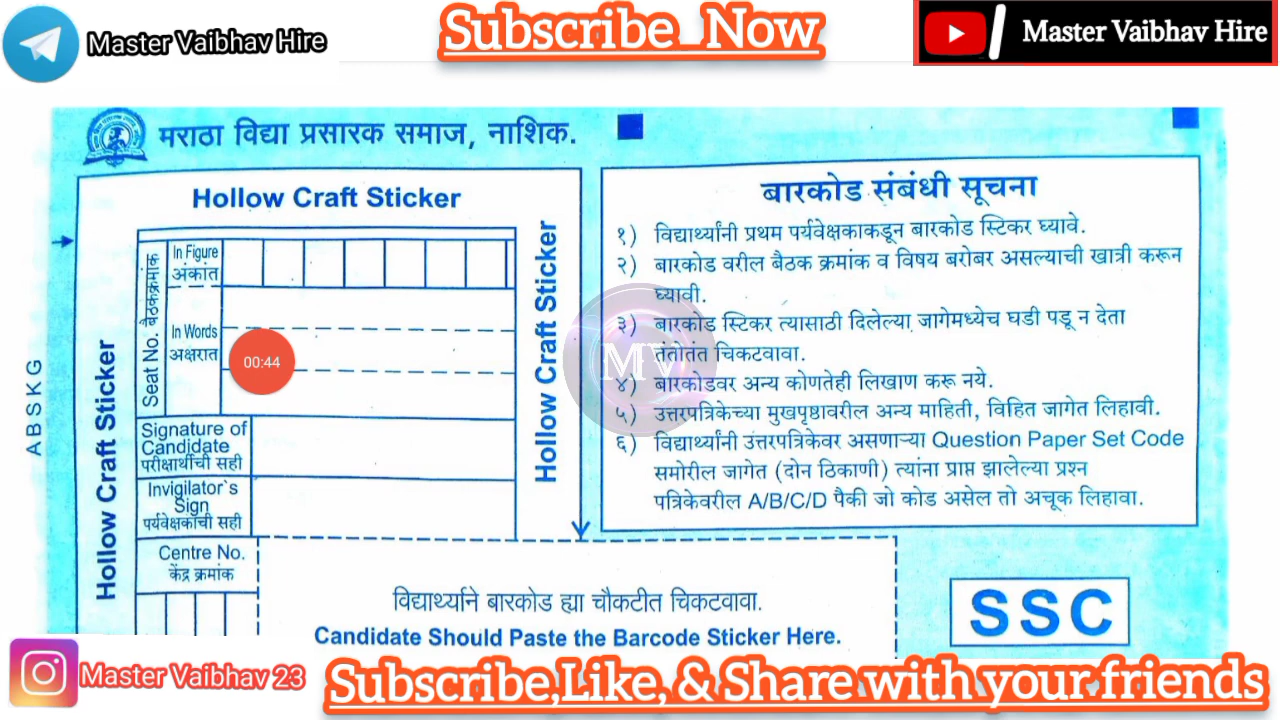 Master Vaibhav Hire
Subscribe Now
Master Vaibhav Hire
मराठा विद्या प्रसारक समाज, नाशिक.
Hollow Craft Sticker
Hollow Craft Sticker
Hollow Craft Sticker
ABSKG
Seat No. बैठकक्रमांक
In Figure
अंकांत
In Words
अक्षरात
00:44
Signature of
Candidate
परीक्षार्थीची सही
Invigilator`s
Sign
पर्यवेक्षकाची सही
Centre No.
केंद्र क्रमांक
विद्यार्थ्याने बारकोड ह्या चौकटीत चिकटवावा.
Candidate Should Paste the Barcode Sticker Here.
बारकोड संबंधी सूचना
१) विद्यार्थ्यांनी प्रथम पर्यवेक्षकाकडून बारकोड स्टिकर घ्यावे.
२) बारकोड वरील बैठक क्रमांक व विषय बरोबर असल्याची खात्री करून
घ्यावी.
३) बारकोड स्टिकर त्यासाठी दिलेल्या जागेमध्येच घडी पडू न देता
तंतोतंत चिकटवावा.
४) बारकोडवर अन्य कोणतेही लिखाण करू नये.
५) उत्तरपत्रिकेच्या मुखपृष्ठावरील अन्य माहिती, विहित जागेत लिहावी.
६) विद्यार्थ्यांनी उत्तरपत्रिकेवर असणाऱ्या Question Paper Set Code
समोरील जागेत (दोन ठिकाणी) त्यांना प्राप्त झालेल्या प्रश्न
पत्रिकेवरील A/B/C/D पैकी जो कोड असेल तो अचूक लिहावा.
MV
SSC
Master Vaibhav 23
Subscribe,Like, & Share with your friends